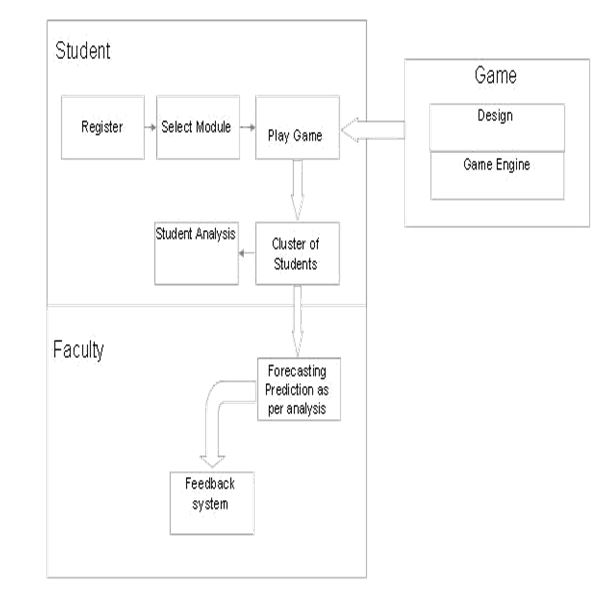 Student
Register
Select Module
Play Game
Game
Design
Game Engine
Student Analysis
Cluster of
Students
Faculty
Forecasting
Prediction as
per analysis
Feedback
system